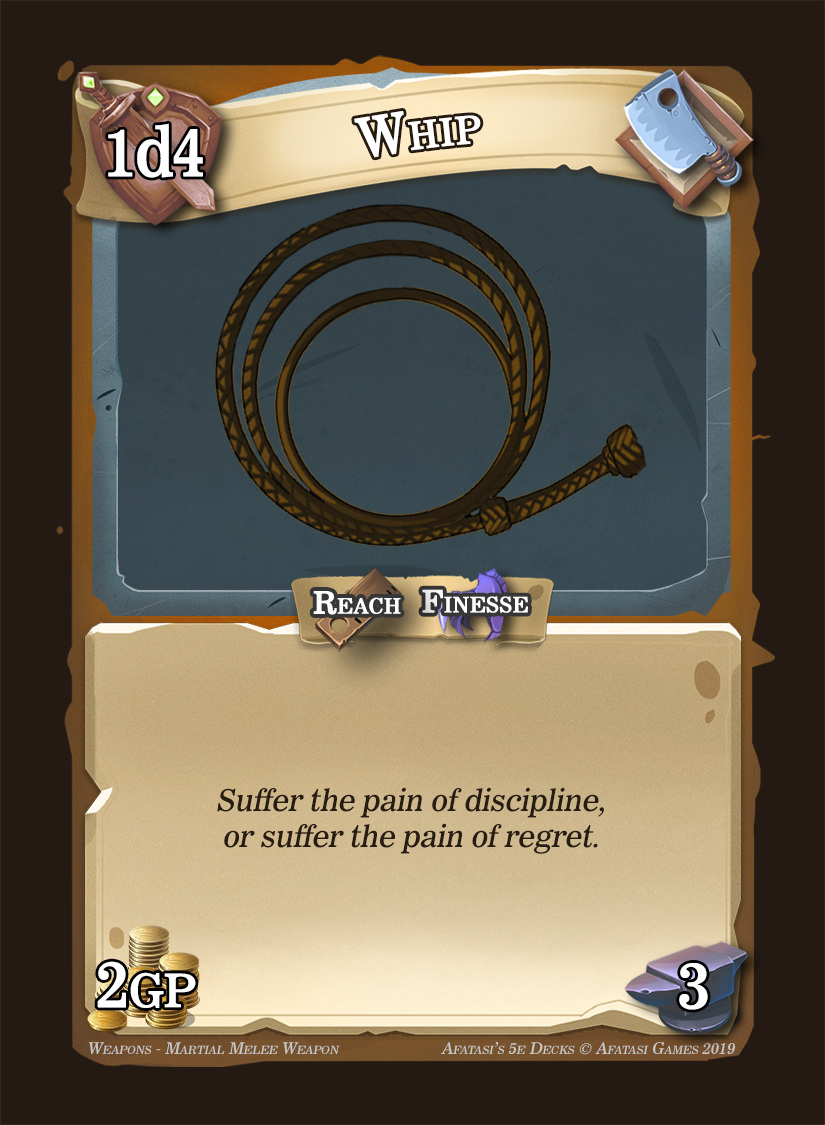 1d4
Whip
Reach Finesse
Suffer the pain of discipline,
or suffer the pain of regret.
2GP
3
Weapons - Martial Melee Weapon
Afatasi's 5e Decks © Afatasi Games 2019